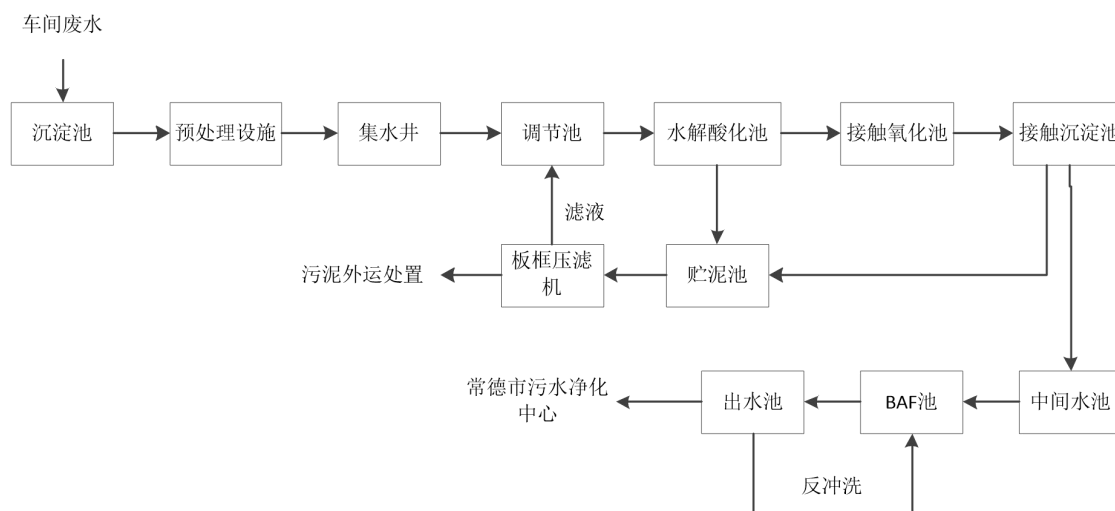 车间废水
沉淀池
预处理设施
集水井
调节池
水解酸化池
接触氧化池
接触沉淀池
滤液
污泥外运处置
板框压滤
机
贮泥池
常德市污水净化
中心
出水池
BAF池
中间水池
反冲洗